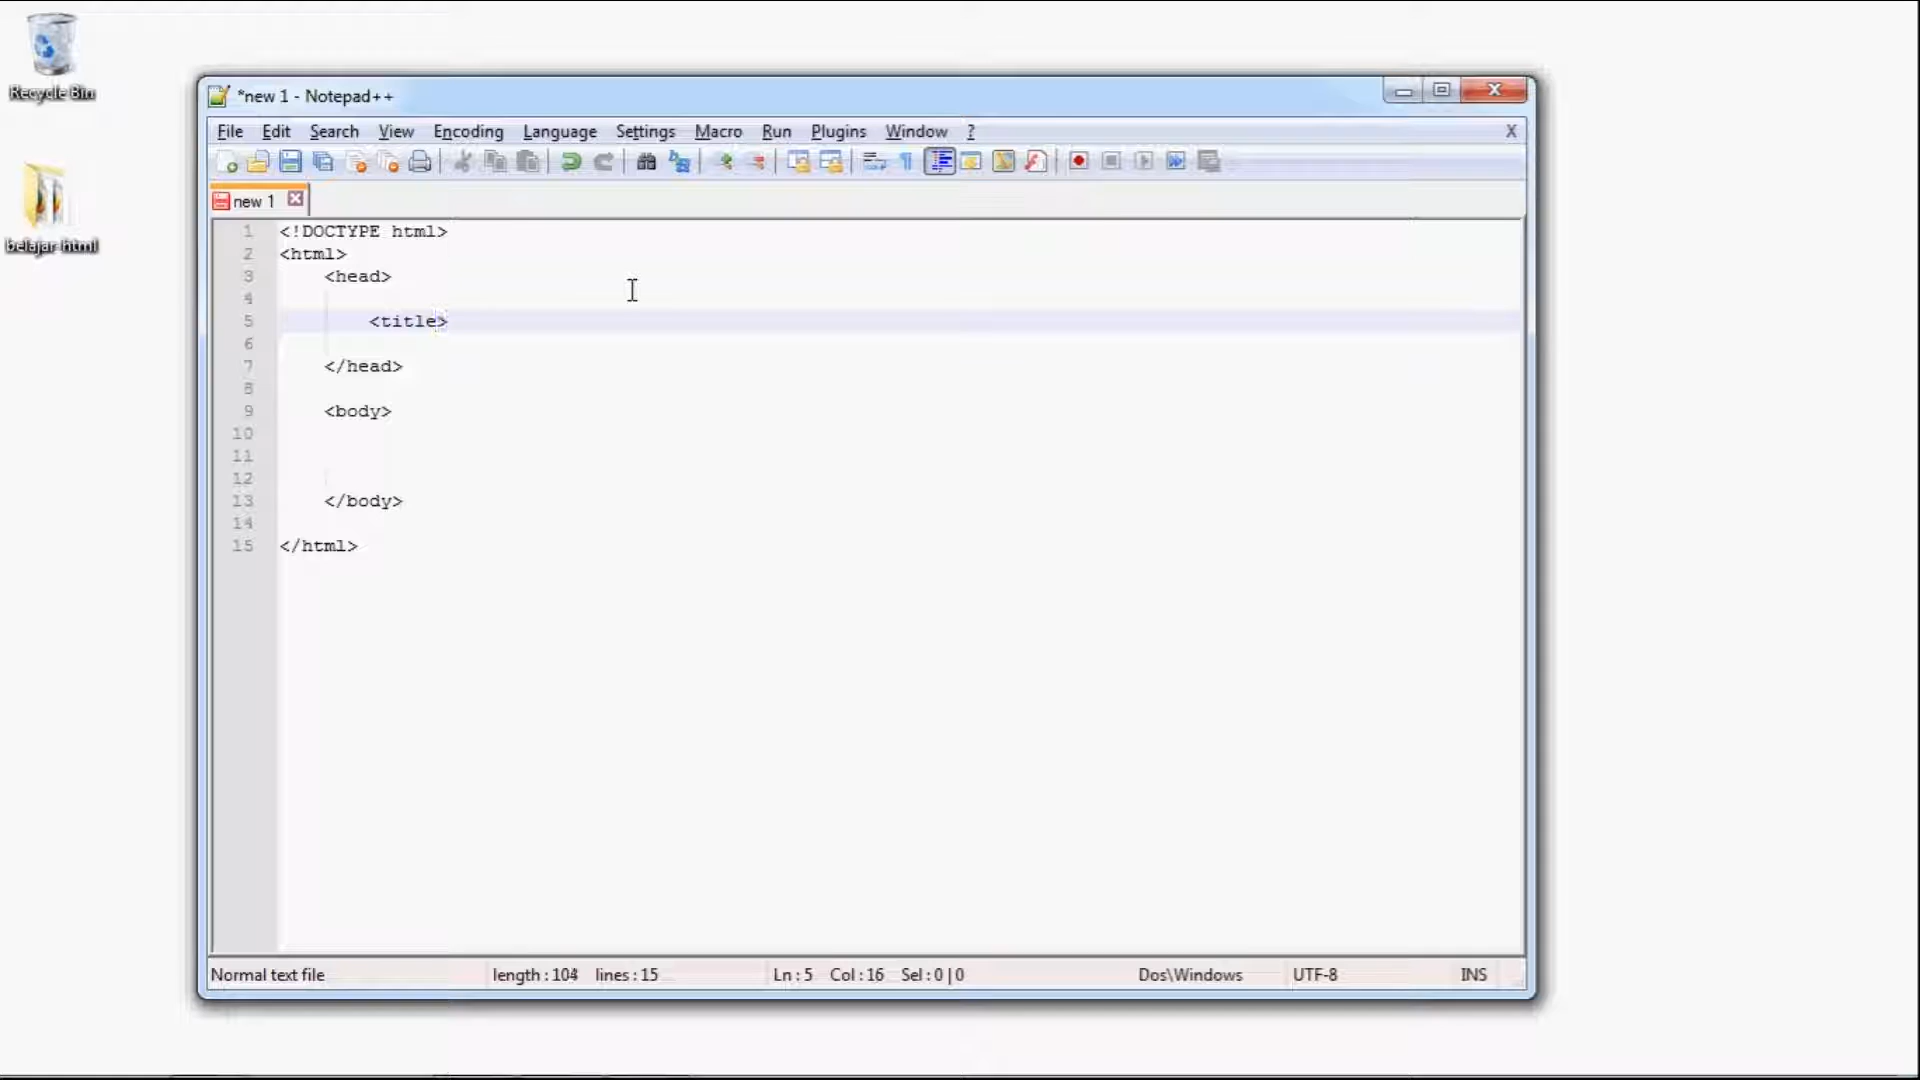 Recycle Bin
belajar html
*new 1 - Notepad++
File Edit Search View Encoding Language Settings Macro Run Plugins Window ? X
new 1
1 <!DOCTYPE html>
2 <html>
3 <head>
4
5 <title>
6
7 </head>
8
9 <body>
10
11
12
13 </body>
14
15 </html>
Normal text file length : 104 lines : 15 Ln : 5 Col : 16 Sel : 0 | 0 Dos\Windows UTF-8 INS